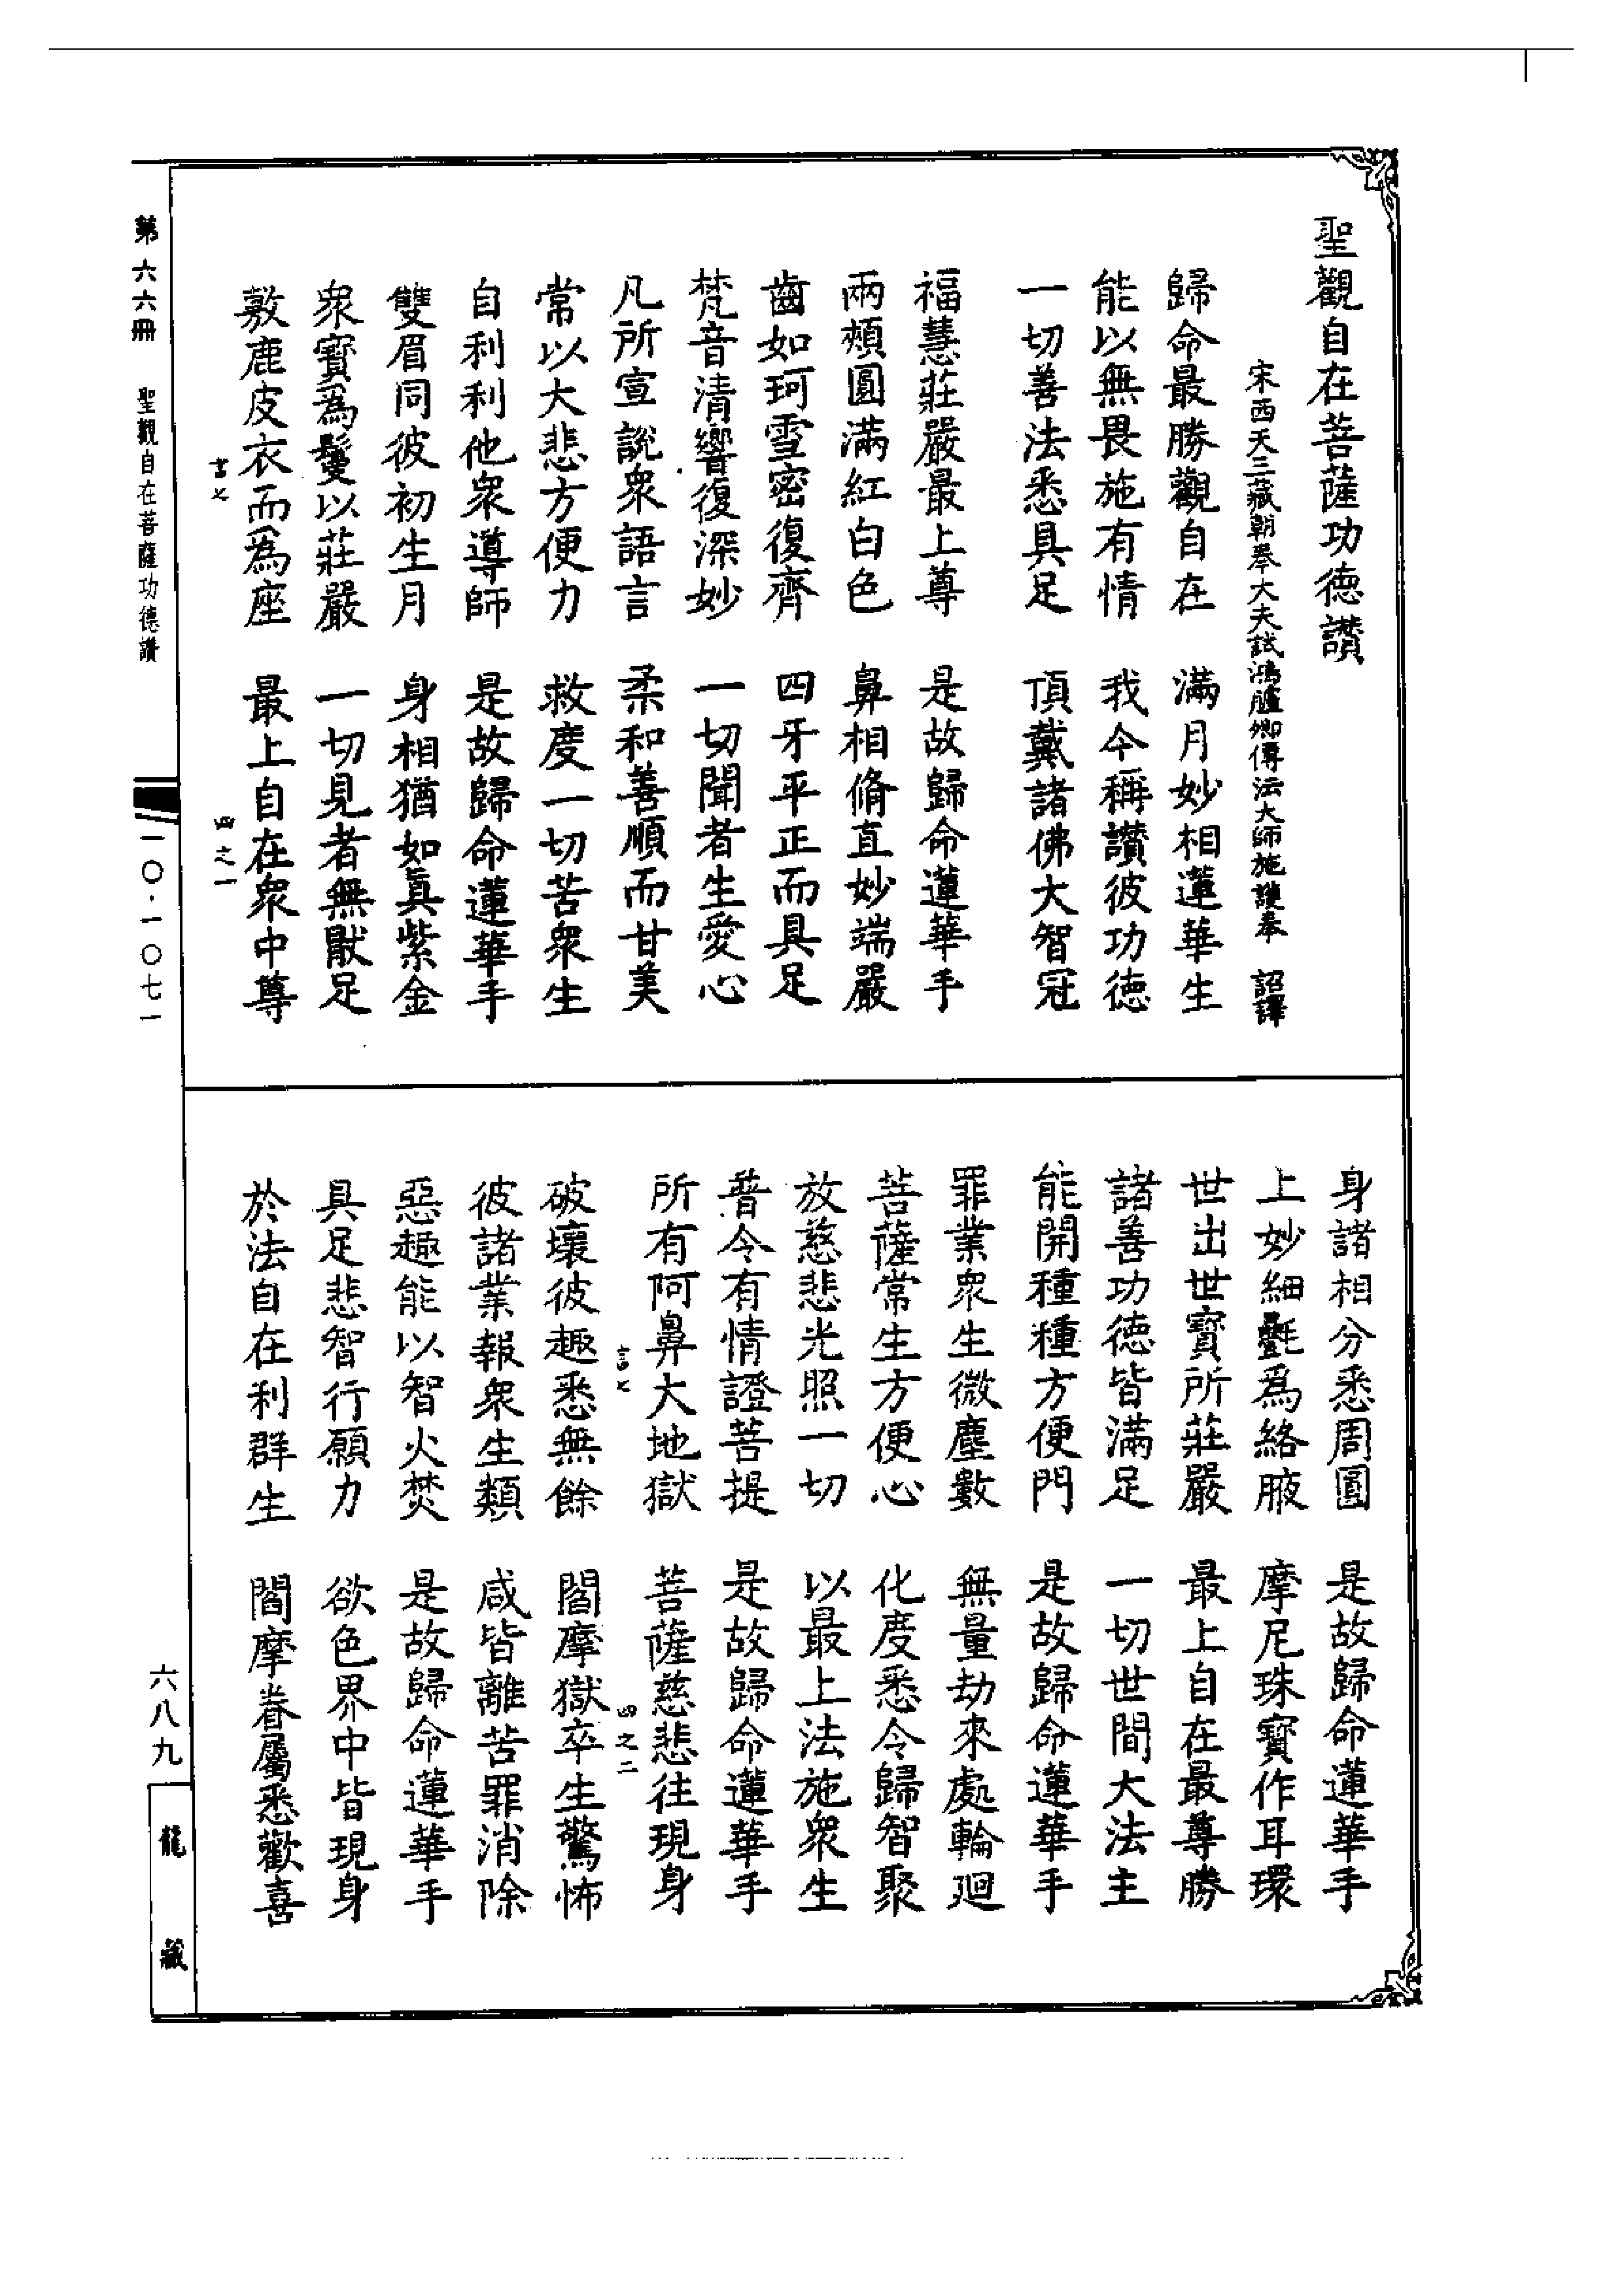 聖觀自在菩薩功德讚
宋西天三藏朝奉大夫試鴻臚卿傳法大師施護奉　詔譯
歸命最勝觀自在　滿月妙相蓮華生
能以無畏施有情　我今稱讚彼功德
一切善法悉具足　頂戴諸佛大智冠
福慧莊嚴最上尊　是故歸命蓮華手
兩頰圓滿紅白色　鼻相脩直妙端嚴
齒如珂雪密復齊　四牙平正而具足
梵音清響復深妙　一切聞者生愛心
凡所宣說衆語言　柔和善順而甘美
常以大悲方便力　救度一切苦衆生
自利利他衆導師　是故歸命蓮華手
雙眉同彼初生月　身相猶如眞紫金
衆寶爲鬘以莊嚴　一切見者無猒足
敷鹿皮衣而爲座　最上自在衆中尊
書七　四之一
身諸相分悉周圓　是故歸命蓮華手
上妙細㲲爲絡腋　摩尼珠寶作耳環
世出世寶所莊嚴　最上自在最尊勝
諸善功德皆滿足　一切世間大法主
能開種種方便門　是故歸命蓮華手
罪業衆生微塵數　無量劫來處輪迴
菩薩常生方便心　化度悉令歸智聚
放慈悲光照一切　以最上法施衆生
普令有情證菩提　是故歸命蓮華手
所有阿鼻大地獄　菩薩慈悲往現身
書七　四之二
破壞彼趣悉無餘　閻摩獄卒生驚怖
彼諸業報衆生類　咸皆離苦罪消除
惡趣能以智火焚　是故歸命蓮華手
具足悲智行願力　欲色界中皆現身
於法自在利群生　閻摩眷屬悉歡喜
第六六冊　聖觀自在菩薩功德讚　一〇·一〇七一
六八九
龍藏